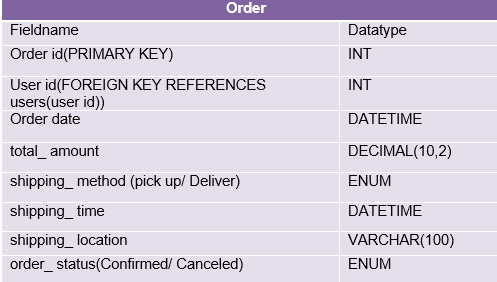 Order
Fieldname Datatype
Order id(PRIMARY KEY) INT
User id(FOREIGN KEY REFERENCES INT
users(user id))
Order date DATETIME
total_ amount DECIMAL(10,2)
shipping_ method (pick up/ Deliver) ENUM
shipping_ time DATETIME
shipping_ location VARCHAR(100)
order_ status(Confirmed/ Canceled) ENUM